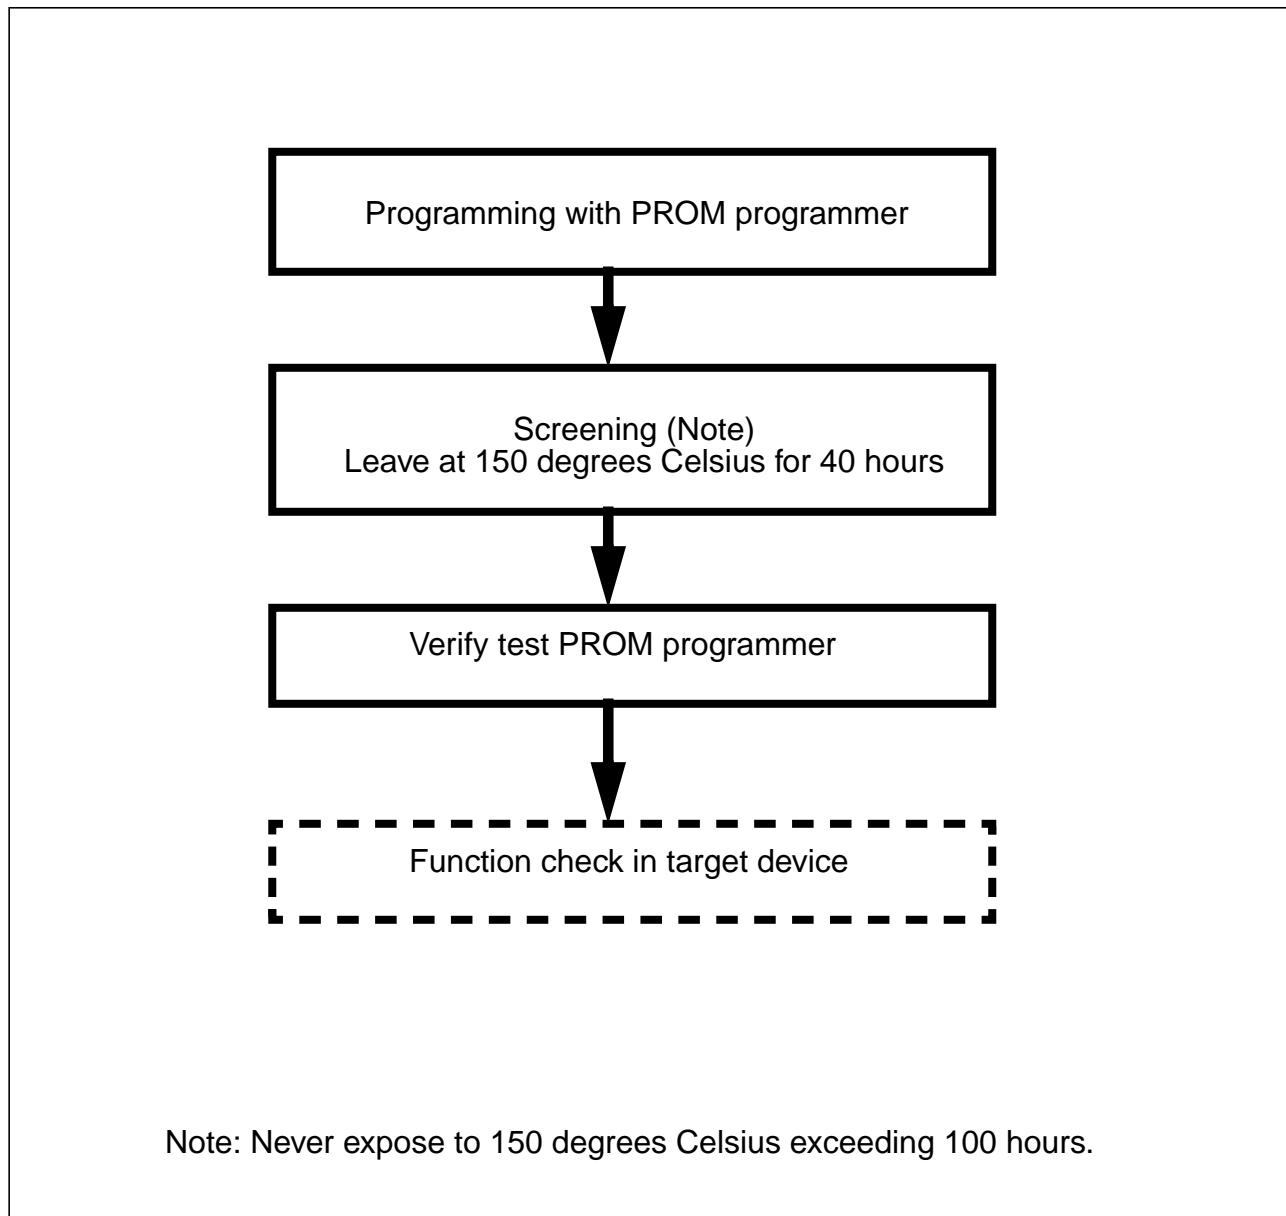 Programming with PROM programmer
Screening (Note)
Leave at 150 degrees Celsius for 40 hours
Verify test PROM programmer
Function check in target device
Note: Never expose to 150 degrees Celsius exceeding 100 hours.